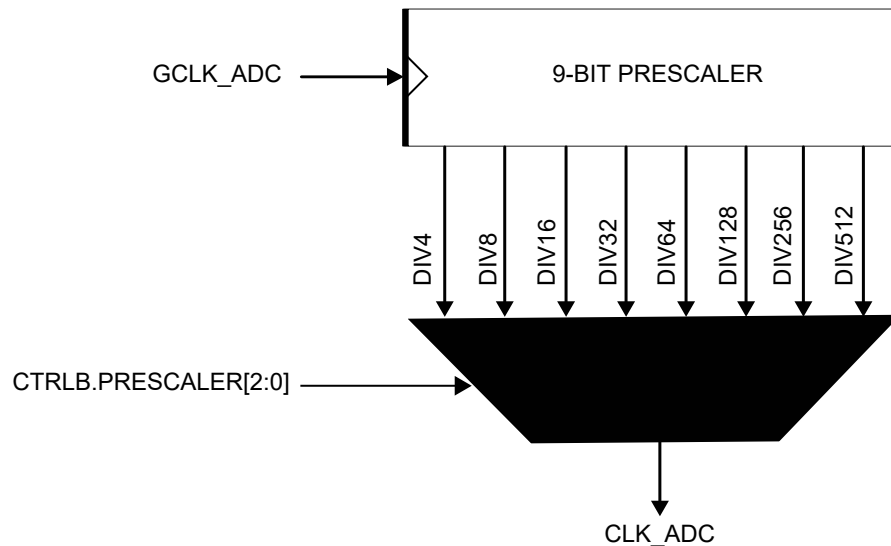 GCLK_ADC
9-BIT PRESCALER
DIV4
DIV8
DIV16
DIV32
DIV64
DIV128
DIV256
DIV512
CTRLB.PRESCALER[2:0]
CLK_ADC